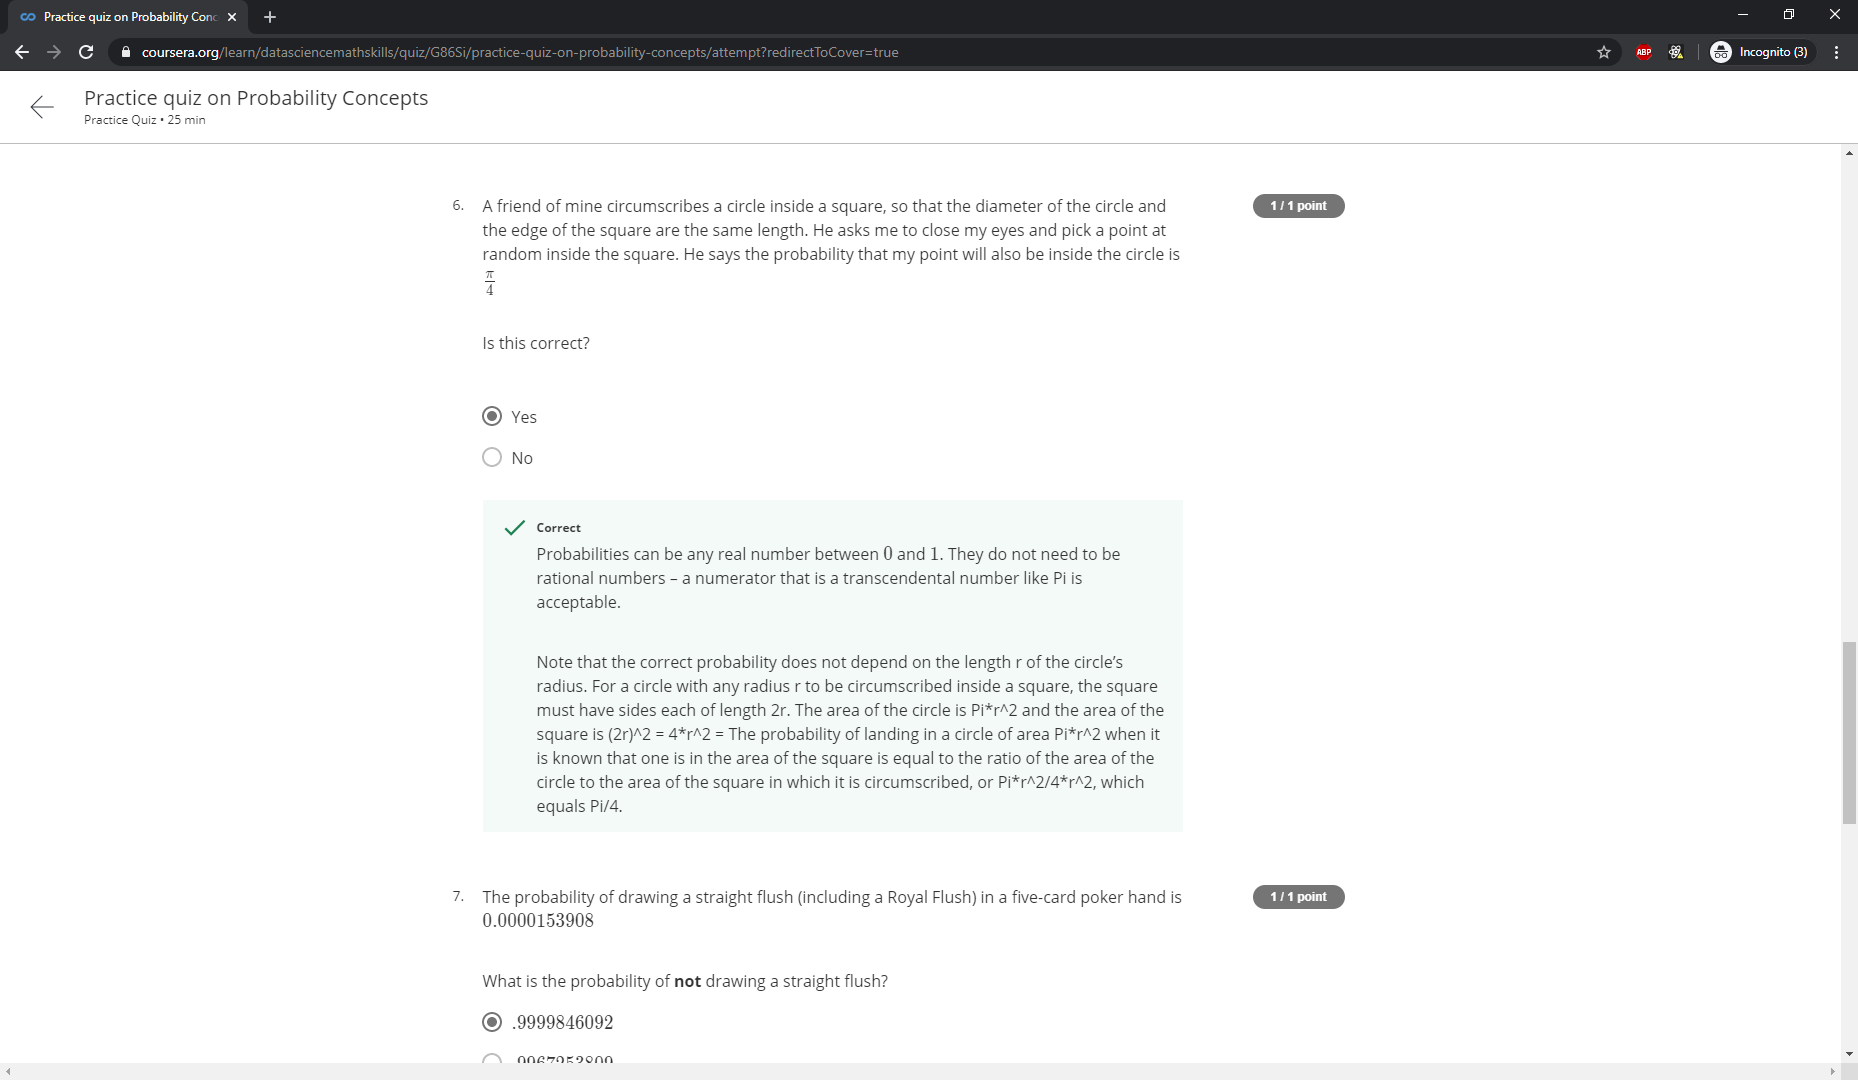 Practice quiz on Probability Conc
coursera.org/learn/datasciencemathskills/quiz/G86Si/practice-quiz-on-probability-concepts/attempt?redirectToCover=true
ABP
Incognito (3)
Practice quiz on Probability Concepts
Practice Quiz • 25 min
6. A friend of mine circumscribes a circle inside a square, so that the diameter of the circle and
1 / 1 point
the edge of the square are the same length. He asks me to close my eyes and pick a point at
random inside the square. He says the probability that my point will also be inside the circle is
π
4
Is this correct?
Yes
No
Correct
Probabilities can be any real number between 0 and 1. They do not need to be
rational numbers – a numerator that is a transcendental number like Pi is
acceptable.
Note that the correct probability does not depend on the length r of the circle’s
radius. For a circle with any radius r to be circumscribed inside a square, the square
must have sides each of length 2r. The area of the circle is Pi*r^2 and the area of the
square is (2r)^2 = 4*r^2 = The probability of landing in a circle of area Pi*r^2 when it
is known that one is in the area of the square is equal to the ratio of the area of the
circle to the area of the square in which it is circumscribed, or Pi*r^2/4*r^2, which
equals Pi/4.
7. The probability of drawing a straight flush (including a Royal Flush) in a five-card poker hand is
1 / 1 point
0.0000153908
What is the probability of not drawing a straight flush?
.9999846092